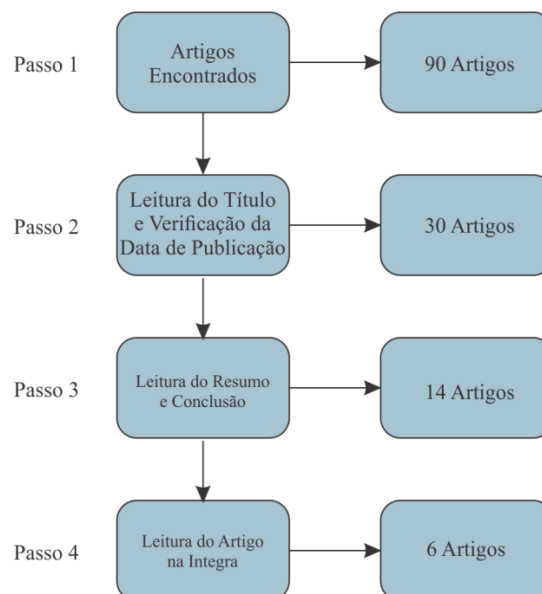 Passo 1
Artigos
Encontrados
90 Artigos
Passo 2
Leitura do Título
e Verificação da
Data de Publicação
30 Artigos
Passo 3
Leitura do Resumo
e Conclusão
14 Artigos
Passo 4
Leitura do Artigo
na Integra
6 Artigos